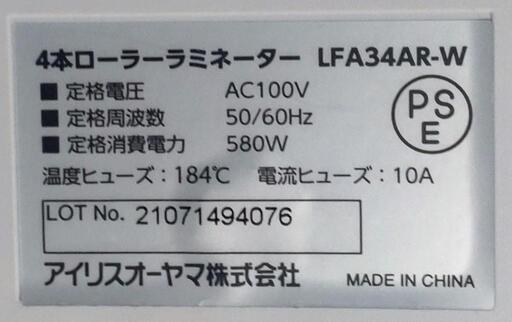 4本ローラーラミネーター LFA34AR-W
■ 定格電圧 AC100V
■ 定格周波数 50/60Hz
■ 定格消費電力 580W
PS
E
温度ヒューズ：184℃ 電流ヒューズ：10A
LOT No. 21071494076
アイリスオーヤマ株式会社 MADE IN CHINA